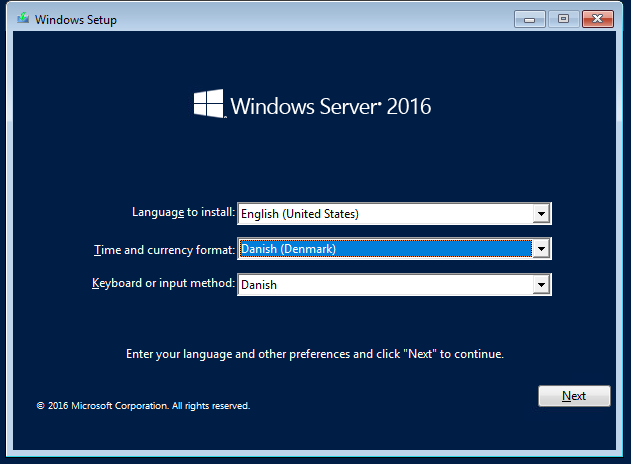 Windows Setup
Windows Server® 2016
Language to install: English (United States)
Time and currency format: Danish (Denmark)
Keyboard or input method: Danish
Enter your language and other preferences and click "Next" to continue.
Next
© 2016 Microsoft Corporation. All rights reserved.